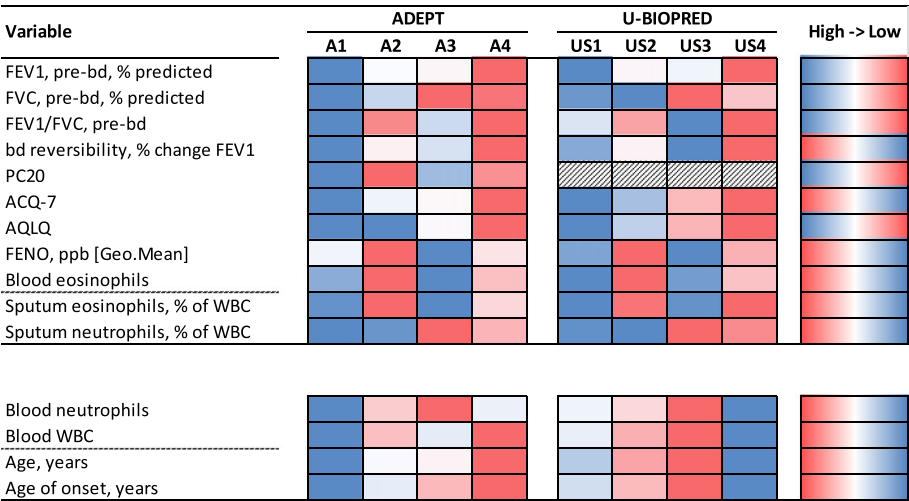 ADEPT U-BIOPRED
Variable High -> Low
A1 A2 A3 A4 US1 US2 US3 US4
FEV1, pre-bd, % predicted
FVC, pre-bd, % predicted
FEV1/FVC, pre-bd
bd reversibility, % change FEV1
PC20
ACQ-7
AQLQ
FENO, ppb [Geo.Mean]
Blood eosinophils
Sputum eosinophils, % of WBC
Sputum neutrophils, % of WBC
Blood neutrophils
Blood WBC
Age, years
Age of onset, years